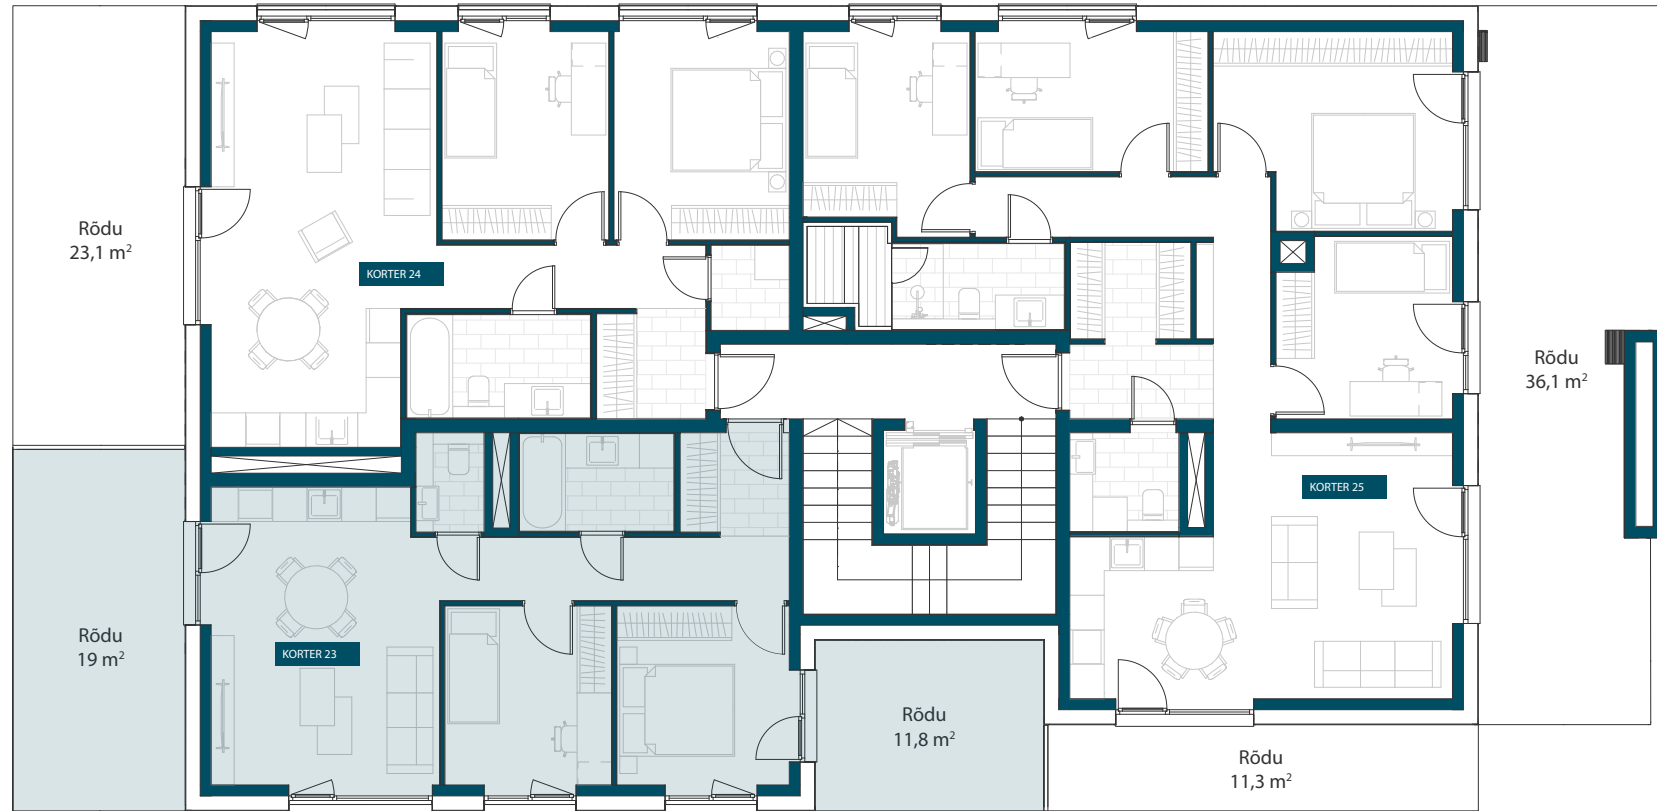 Rõdu
23,1 m²
KORTER 24
Rõdu
36,1 m²
KORTER 25
Rõdu
19 m²
KORTER 23
Rõdu
11,8 m²
Rõdu
11,3 m²